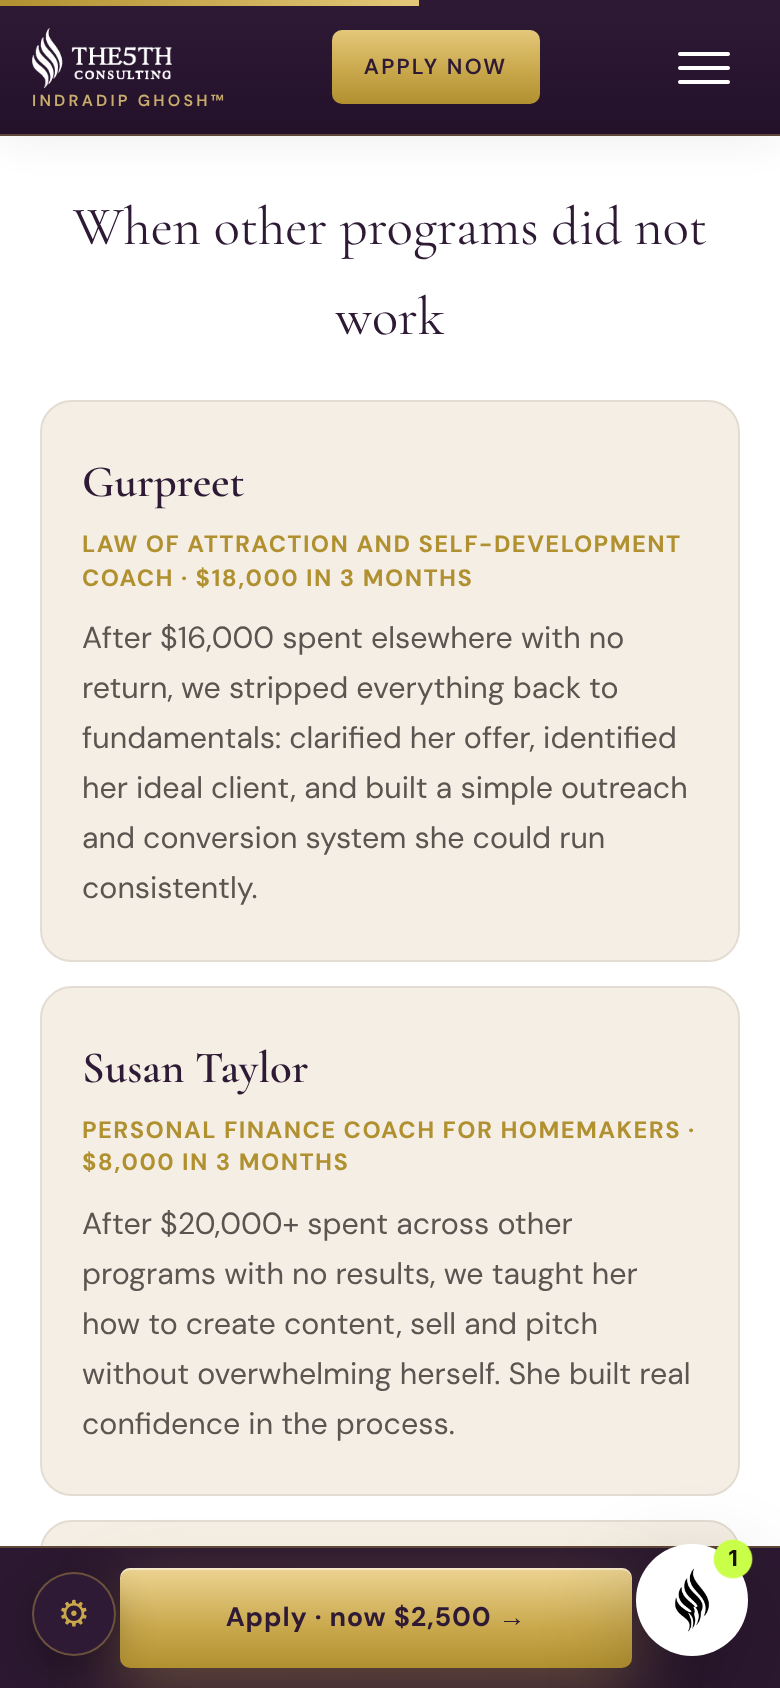 THE5TH
CONSULTING
INDRADIP GHOSH™
APPLY NOW
When other programs did not
work
Gurpreet
LAW OF ATTRACTION AND SELF-DEVELOPMENT
COACH · $18,000 IN 3 MONTHS
After $16,000 spent elsewhere with no
return, we stripped everything back to
fundamentals: clarified her offer, identified
her ideal client, and built a simple outreach
and conversion system she could run
consistently.
Susan Taylor
PERSONAL FINANCE COACH FOR HOMEMAKERS ·
$8,000 IN 3 MONTHS
After $20,000+ spent across other
programs with no results, we taught her
how to create content, sell and pitch
without overwhelming herself. She built real
confidence in the process.
Apply · now $2,500 →
1